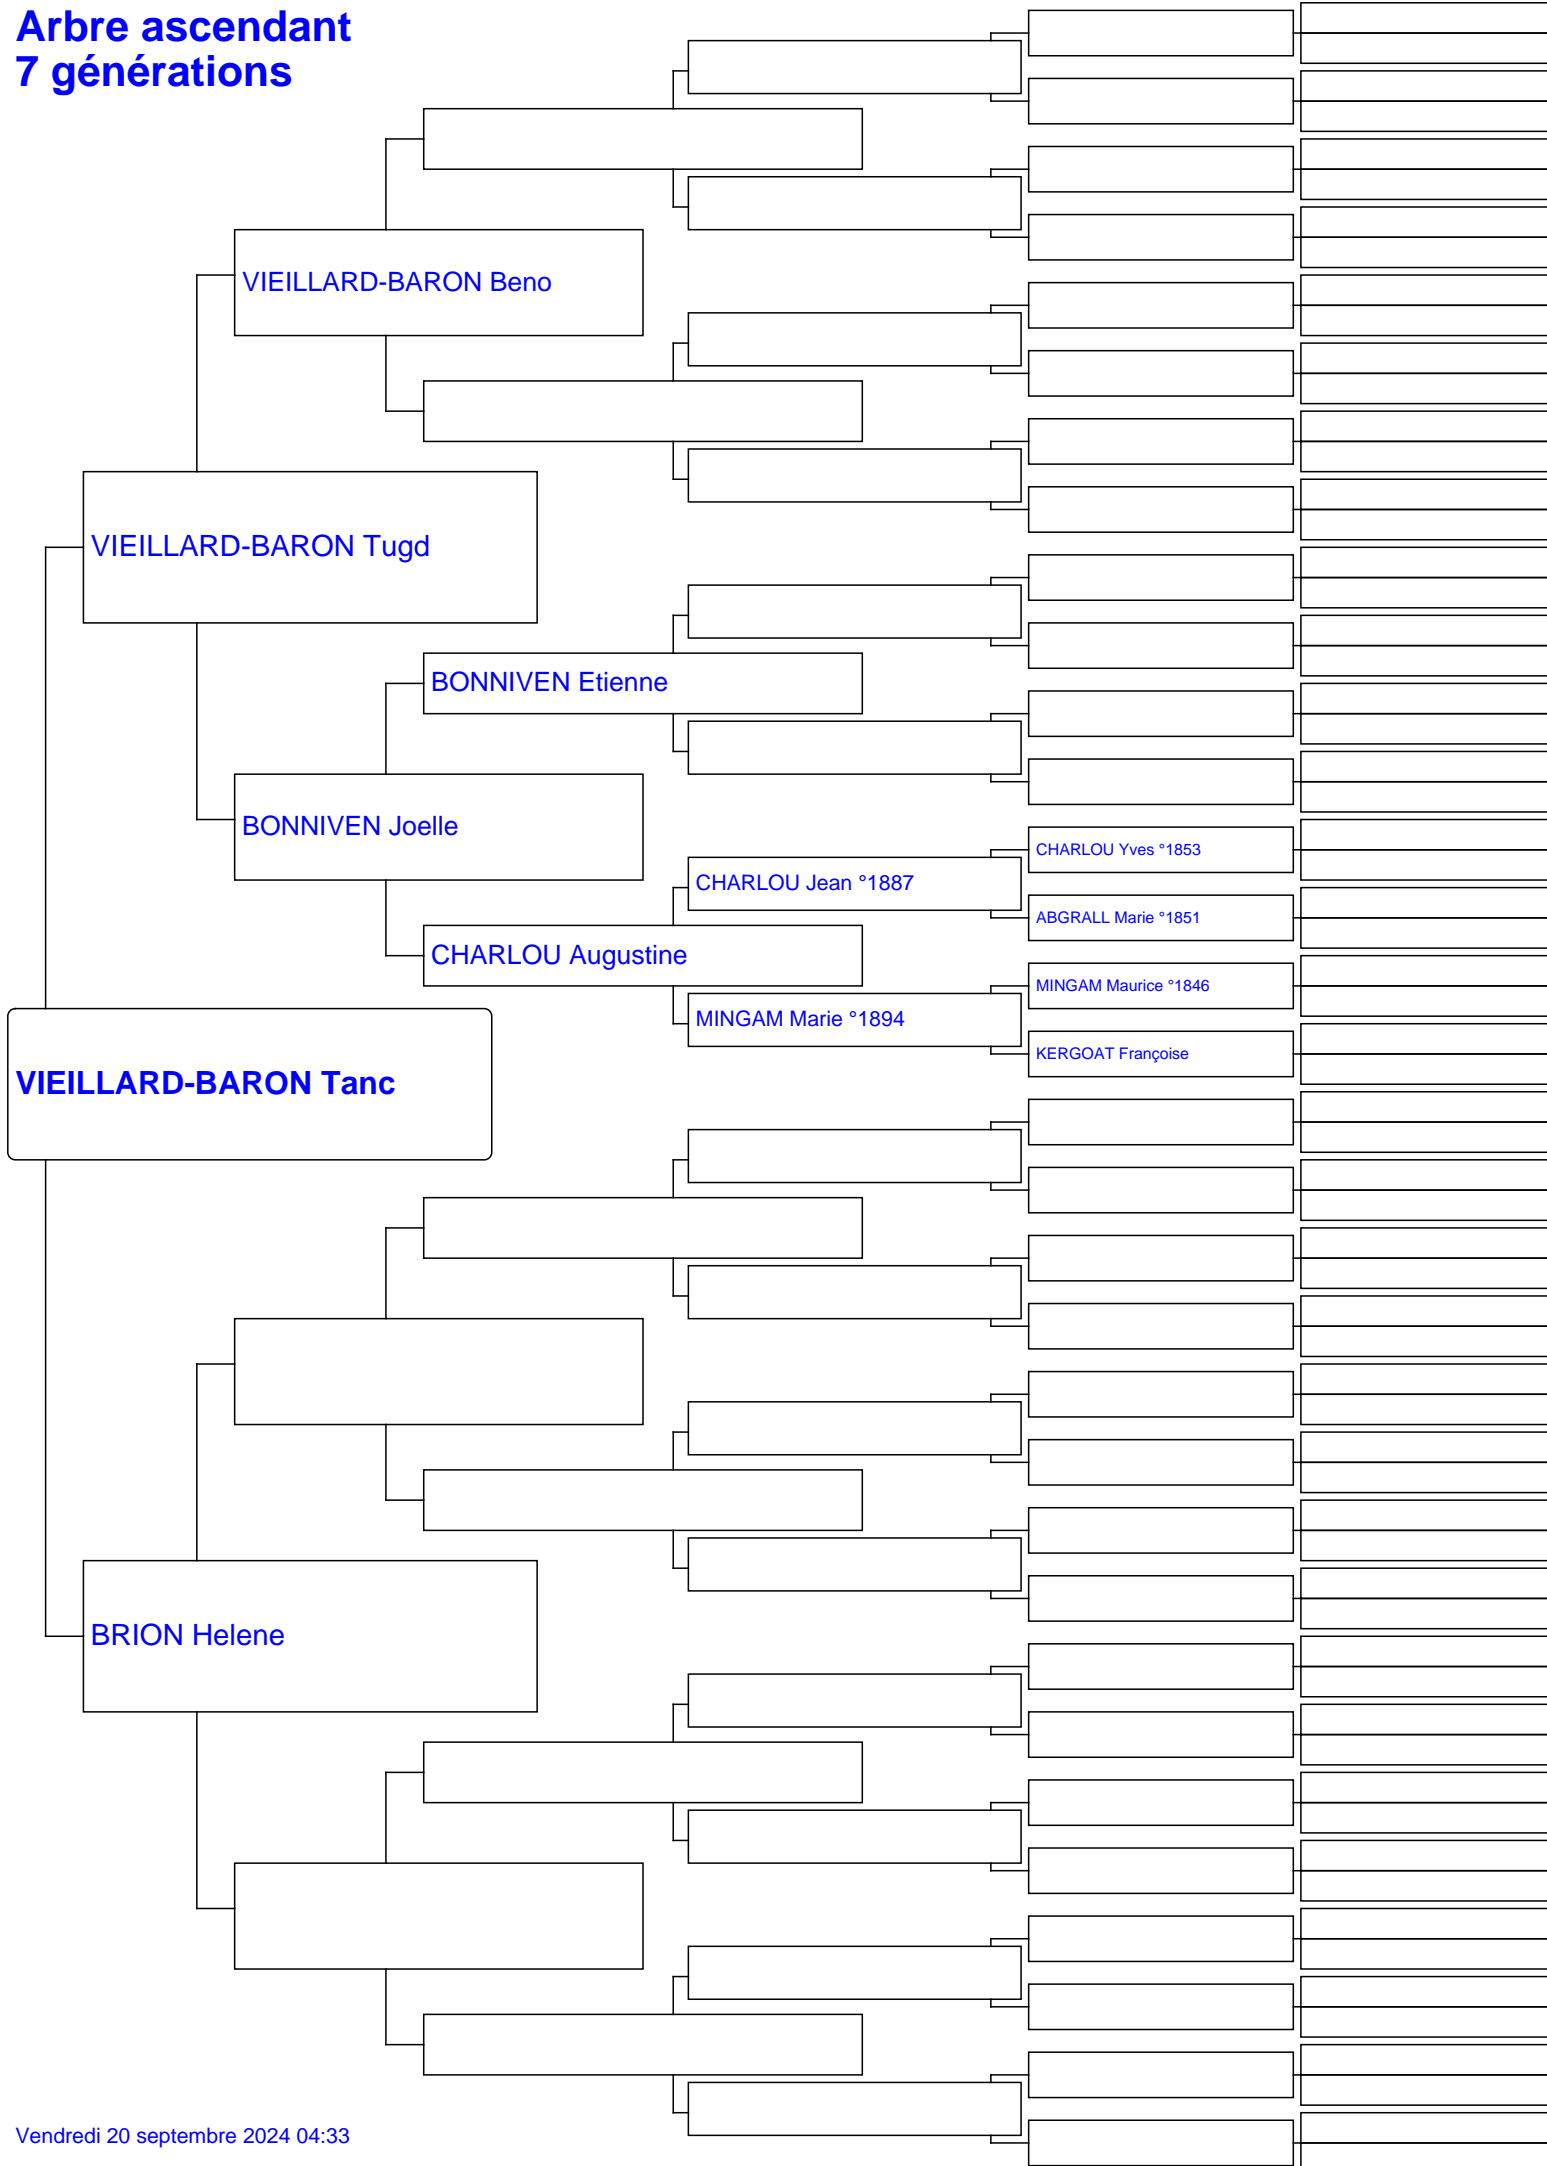 Arbre ascendant
7 générations
VIEILLARD-BARON Beno
VIEILLARD-BARON Tugd
BONNIVEN Etienne
BONNIVEN Joelle
CHARLOU Yves °1853
CHARLOU Jean °1887
ABGRALL Marie °1851
CHARLOU Augustine
MINGAM Maurice °1846
MINGAM Marie °1894
KERGOAT Françoise
VIEILLARD-BARON Tanc
BRION Helene
Vendredi 20 septembre 2024 04:33